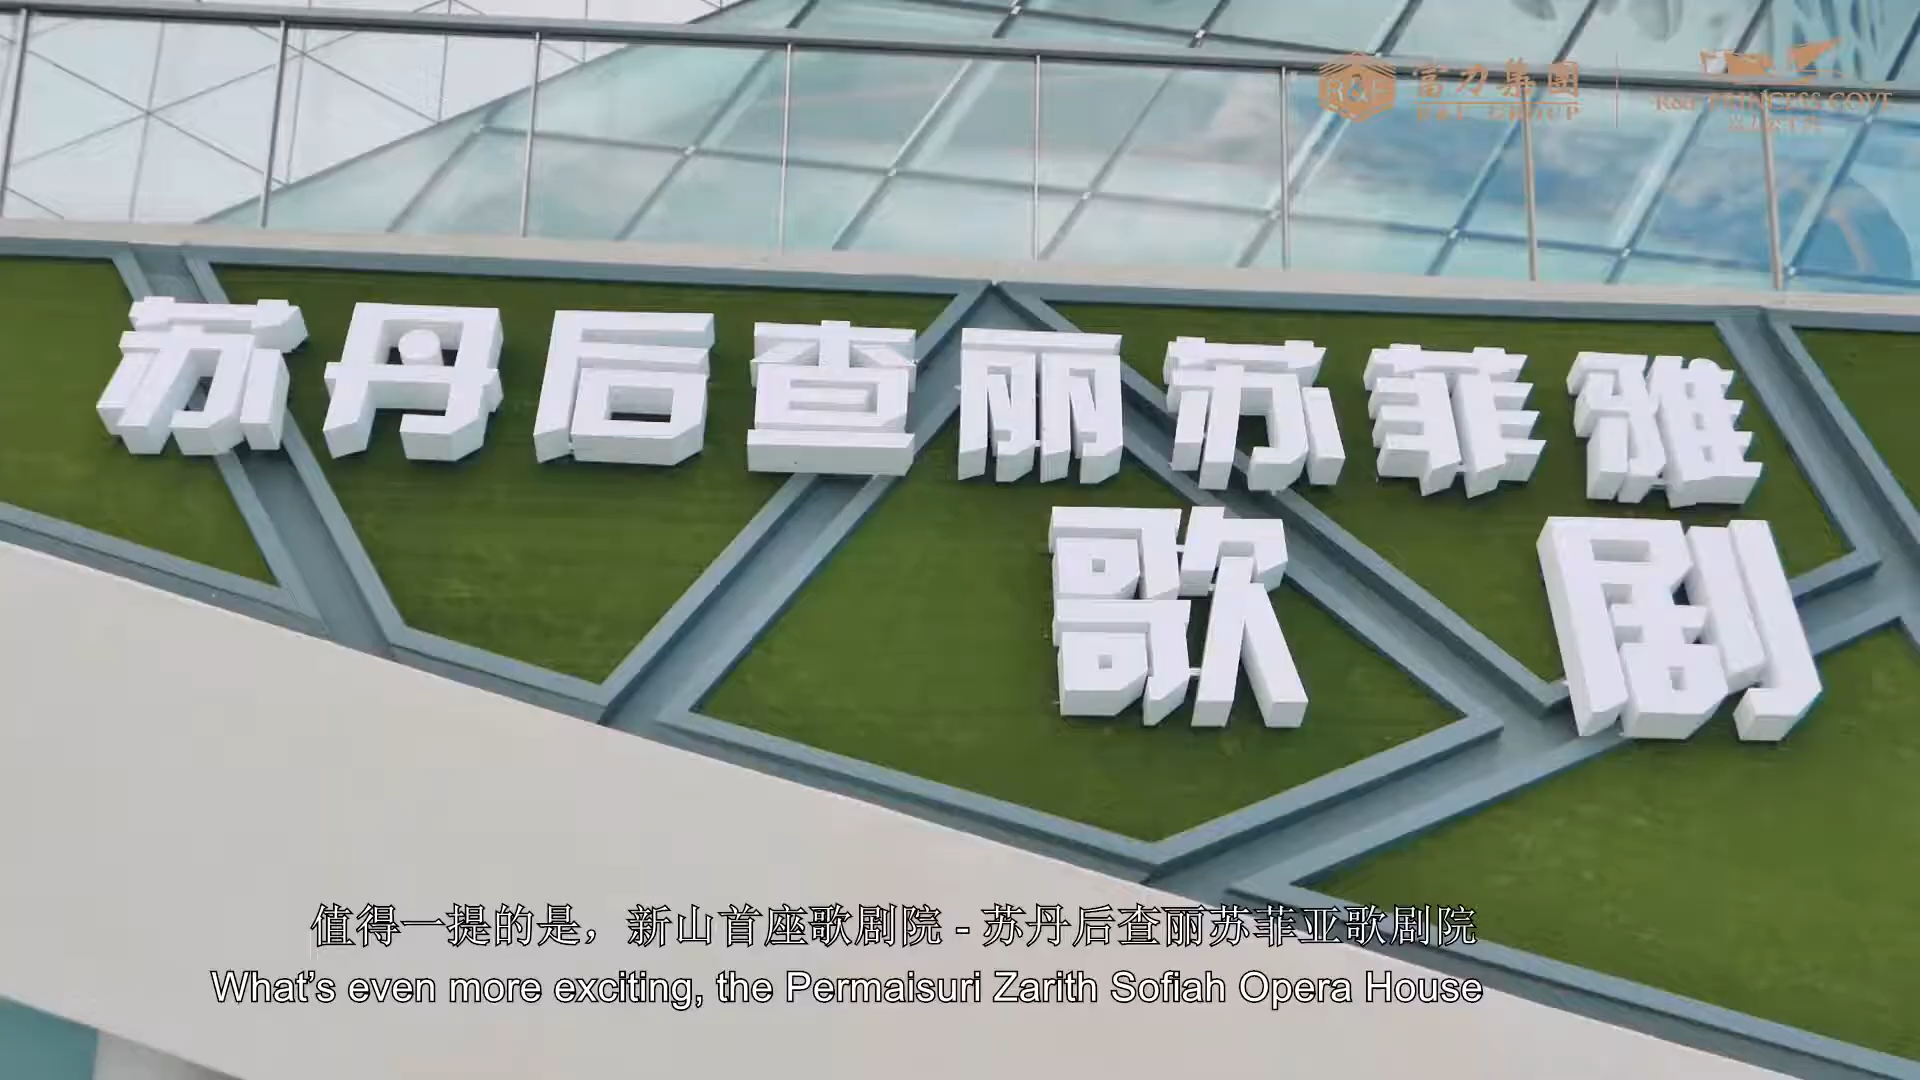 富力集團
R&F GROUP
R&F PRINCESS COVE
苏丹后查丽苏菲雅
歌剧
值得一提的是，新山首座歌剧院 - 苏丹后查丽苏菲亚歌剧院
What's even more exciting, the Permaisuri Zarith Sofiah Opera House